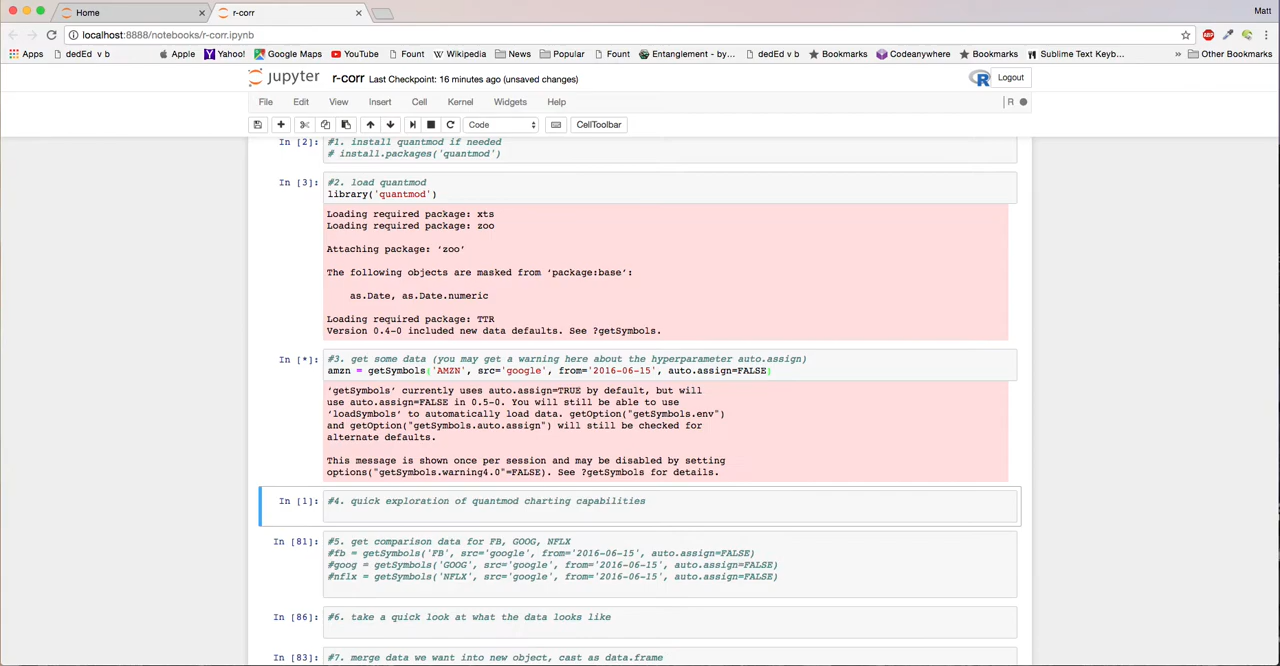 Home
r-corr
Matt
localhost:8888/notebooks/r-corr.ipynb
Apps dedEd v b Apple Yahoo! Google Maps YouTube Fount Wikipedia News Popular Fount Entanglement - by... dedEd v b Bookmarks Codeanywhere Bookmarks Sublime Text Keyb... » Other Bookmarks
jupyter r-corr Last Checkpoint: 16 minutes ago (unsaved changes) R Logout
File Edit View Insert Cell Kernel Widgets Help R
Code CellToolbar
In [2]: #1. install quantmod if needed
# install.packages('quantmod')
In [3]: #2. load quantmod
library('quantmod')
Loading required package: xts
Loading required package: zoo
Attaching package: ‘zoo’
The following objects are masked from ‘package:base’:
as.Date, as.Date.numeric
Loading required package: TTR
Version 0.4-0 included new data defaults. See ?getSymbols.
In [*]: #3. get some data (you may get a warning here about the hyperparameter auto.assign)
amzn = getSymbols('AMZN', src='google', from='2016-06-15', auto.assign=FALSE)
‘getSymbols’ currently uses auto.assign=TRUE by default, but will
use auto.assign=FALSE in 0.5-0. You will still be able to use
‘loadSymbols’ to automatically load data. getOption("getSymbols.env")
and getOption("getSymbols.auto.assign") will still be checked for
alternate defaults.
This message is shown once per session and may be disabled by setting
options("getSymbols.warning4.0"=FALSE). See ?getSymbols for details.
In [1]: #4. quick exploration of quantmod charting capabilities
In [81]: #5. get comparison data for FB, GOOG, NFLX
#fb = getSymbols('FB', src='google', from='2016-06-15', auto.assign=FALSE)
#goog = getSymbols('GOOG', src='google', from='2016-06-15', auto.assign=FALSE)
#nflx = getSymbols('NFLX', src='google', from='2016-06-15', auto.assign=FALSE)
In [86]: #6. take a quick look at what the data looks like
In [83]: #7. merge data we want into new object, cast as data.frame